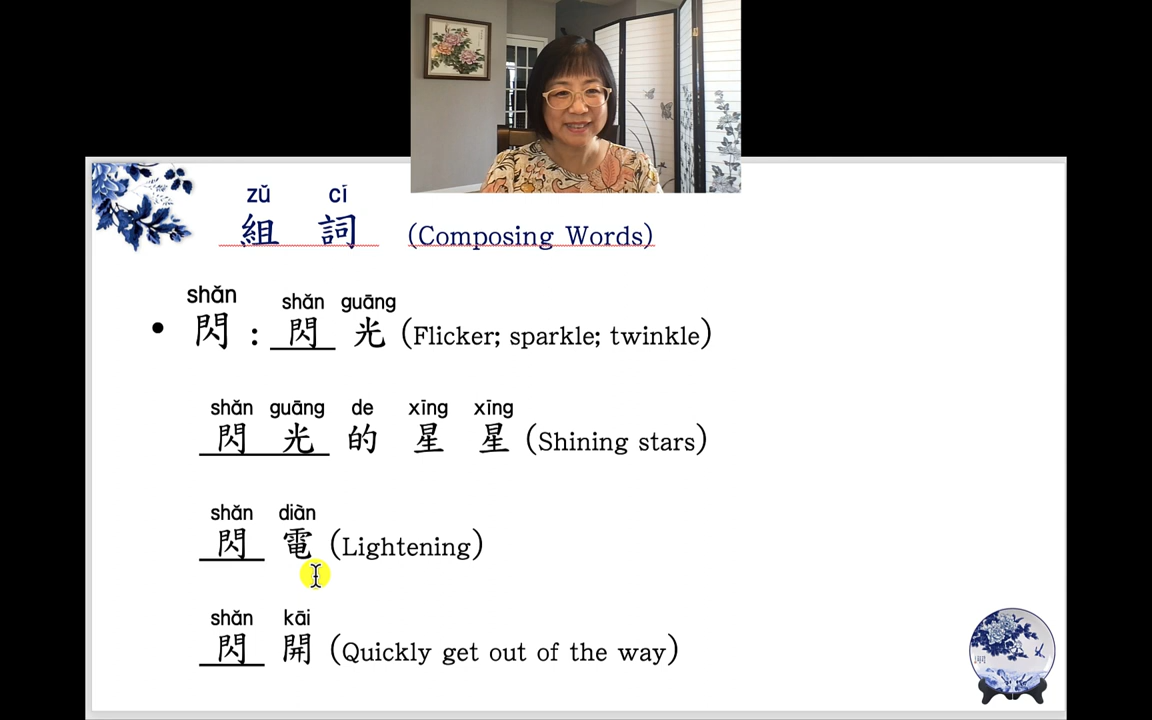 zǔ cí
組 詞 (Composing Words)
shǎn shǎn guāng
• 閃 : 閃 光 (Flicker; sparkle; twinkle)
shǎn guāng de xīng xīng
閃 光 的 星 星 (Shining stars)
shǎn diàn
閃 電 (Lightening)
shǎn kāi
閃 開 (Quickly get out of the way)